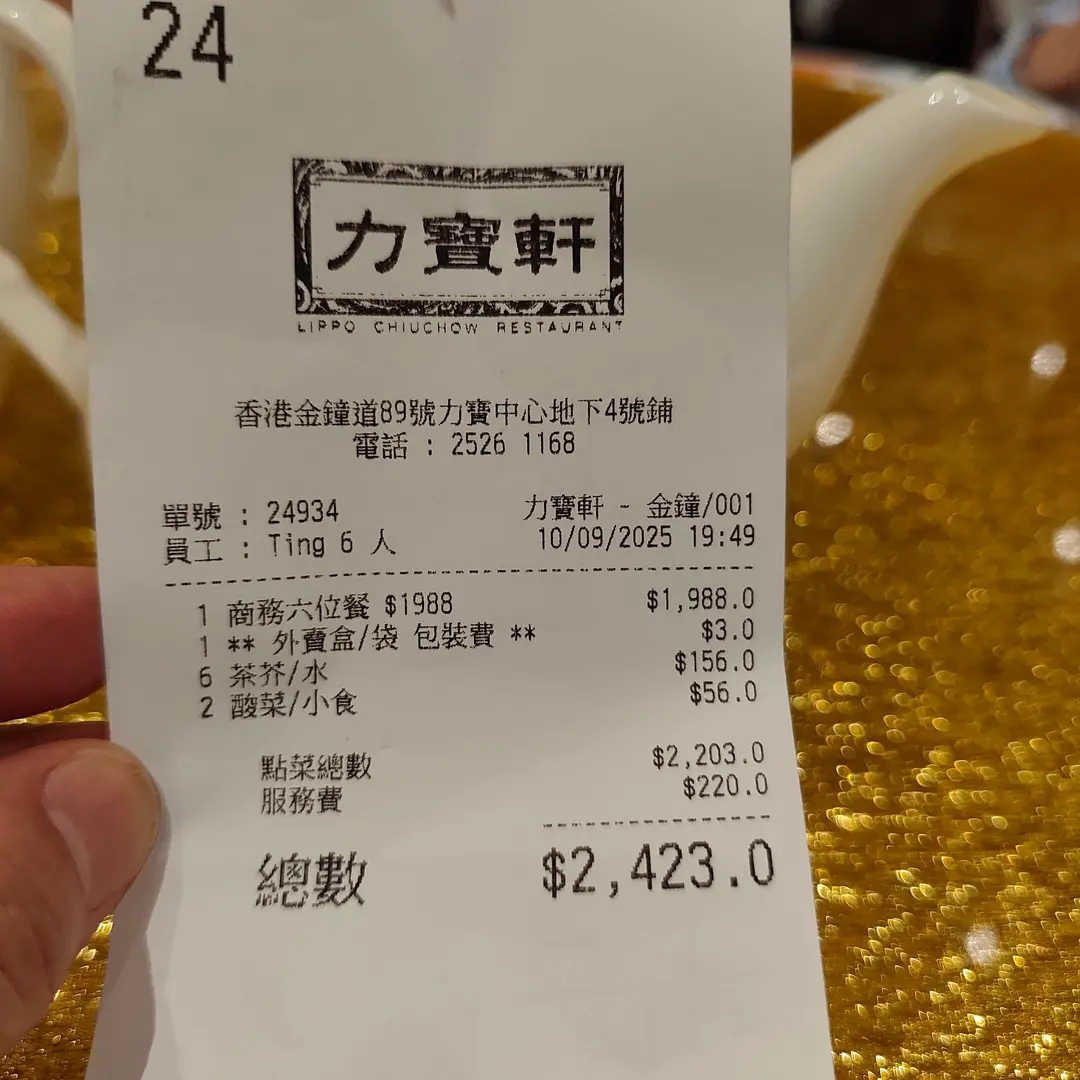 24
力寶軒
LIPPO CHIUCHOW RESTAURANT
香港金鐘道89號力寶中心地下4號鋪
電話 : 2526 1168
單號 : 24934 力寶軒 - 金鐘/001
員工 : Ting 6 人 10/09/2025 19:49
1 商務六位餐 $1988 $1,988.0
1 ** 外賣盒/袋 包裝費 ** $3.0
6 茶芥/水 $156.0
2 酸菜/小食 $56.0
點菜總數 $2,203.0
服務費 $220.0
總數 $2,423.0